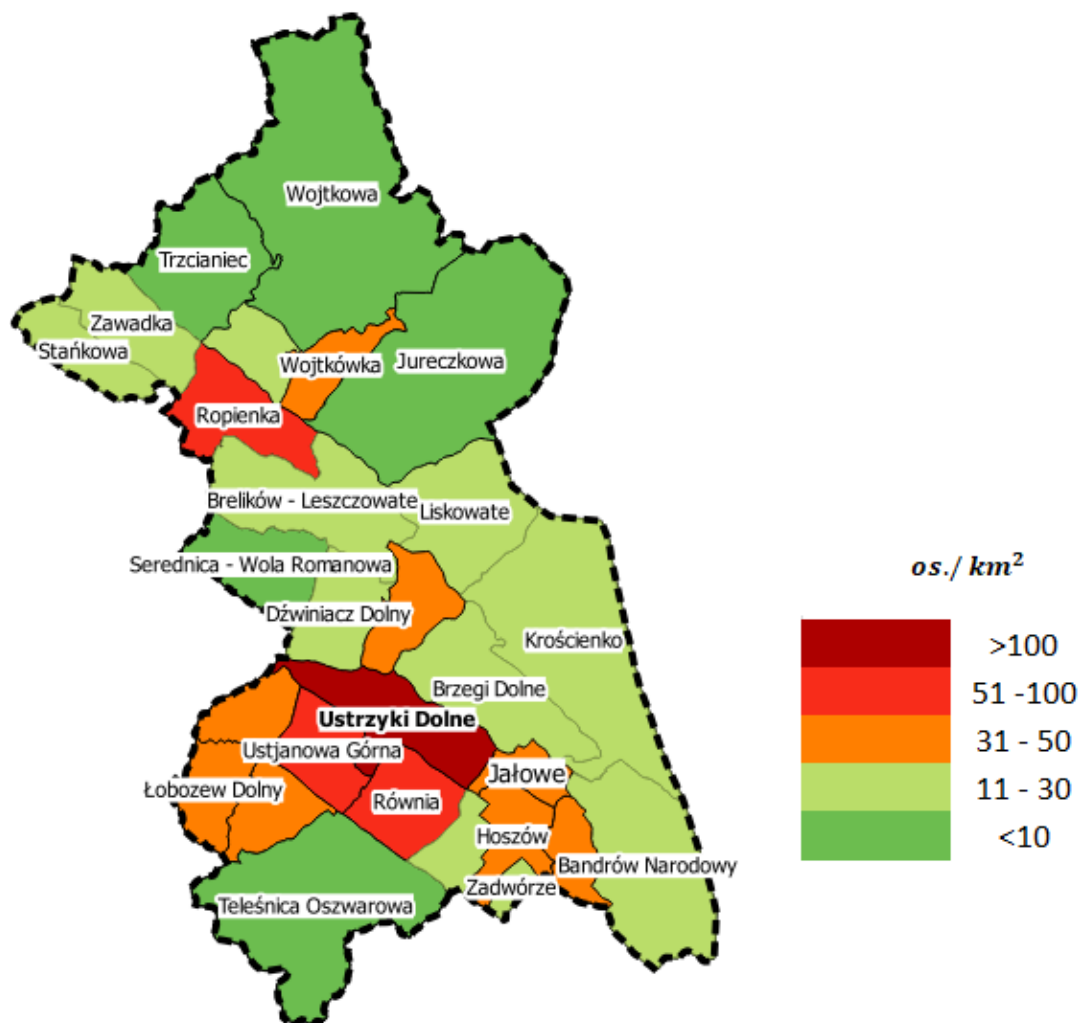 Wojtkowa
Trzcianiec
Zawadka
Stańkowa
Wojtkówka
Jureczkowa
Ropienka
Brelików - Leszczowate
Liskowate
Serednica - Wola Romanowa
Dźwiniacz Dolny
Krościenko
Brzegi Dolne
Ustrzyki Dolne
Ustjanowa Górna
Jałowe
Łobozew Dolny
Równia
Hoszów
Bandrów Narodowy
Zadwórze
Teleśnica Oszwarowa
os./ km²
>100
51 -100
31 - 50
11 - 30
<10